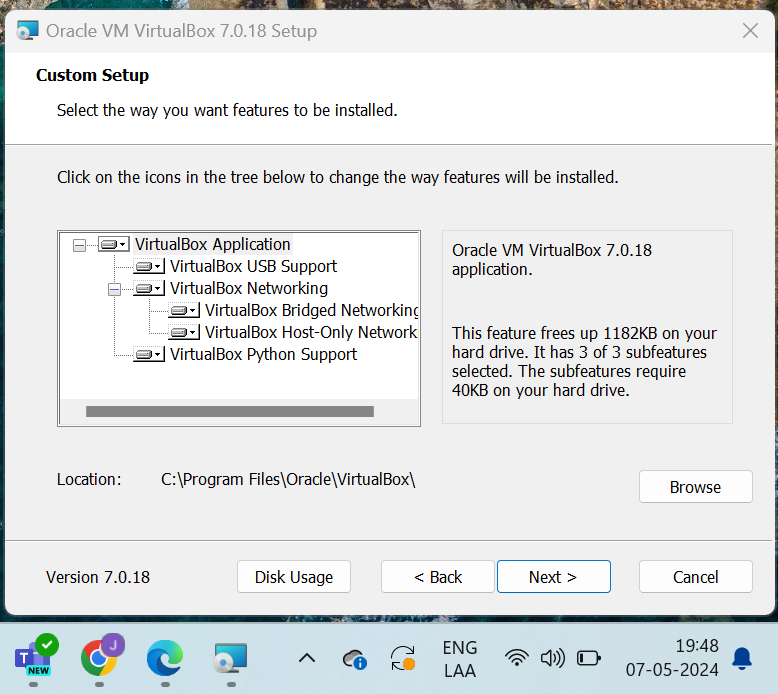 Oracle VM VirtualBox 7.0.18 Setup
Custom Setup
Select the way you want features to be installed.
Click on the icons in the tree below to change the way features will be installed.
VirtualBox Application
VirtualBox USB Support
VirtualBox Networking
VirtualBox Bridged Networking
VirtualBox Host-Only Network
VirtualBox Python Support
Oracle VM VirtualBox 7.0.18
application.
This feature frees up 1182KB on your
hard drive. It has 3 of 3 subfeatures
selected. The subfeatures require
40KB on your hard drive.
Location: C:\Program Files\Oracle\VirtualBox\
Browse
Version 7.0.18
Disk Usage
< Back
Next >
Cancel
T
NEW
J
ENG
LAA
19:48
07-05-2024